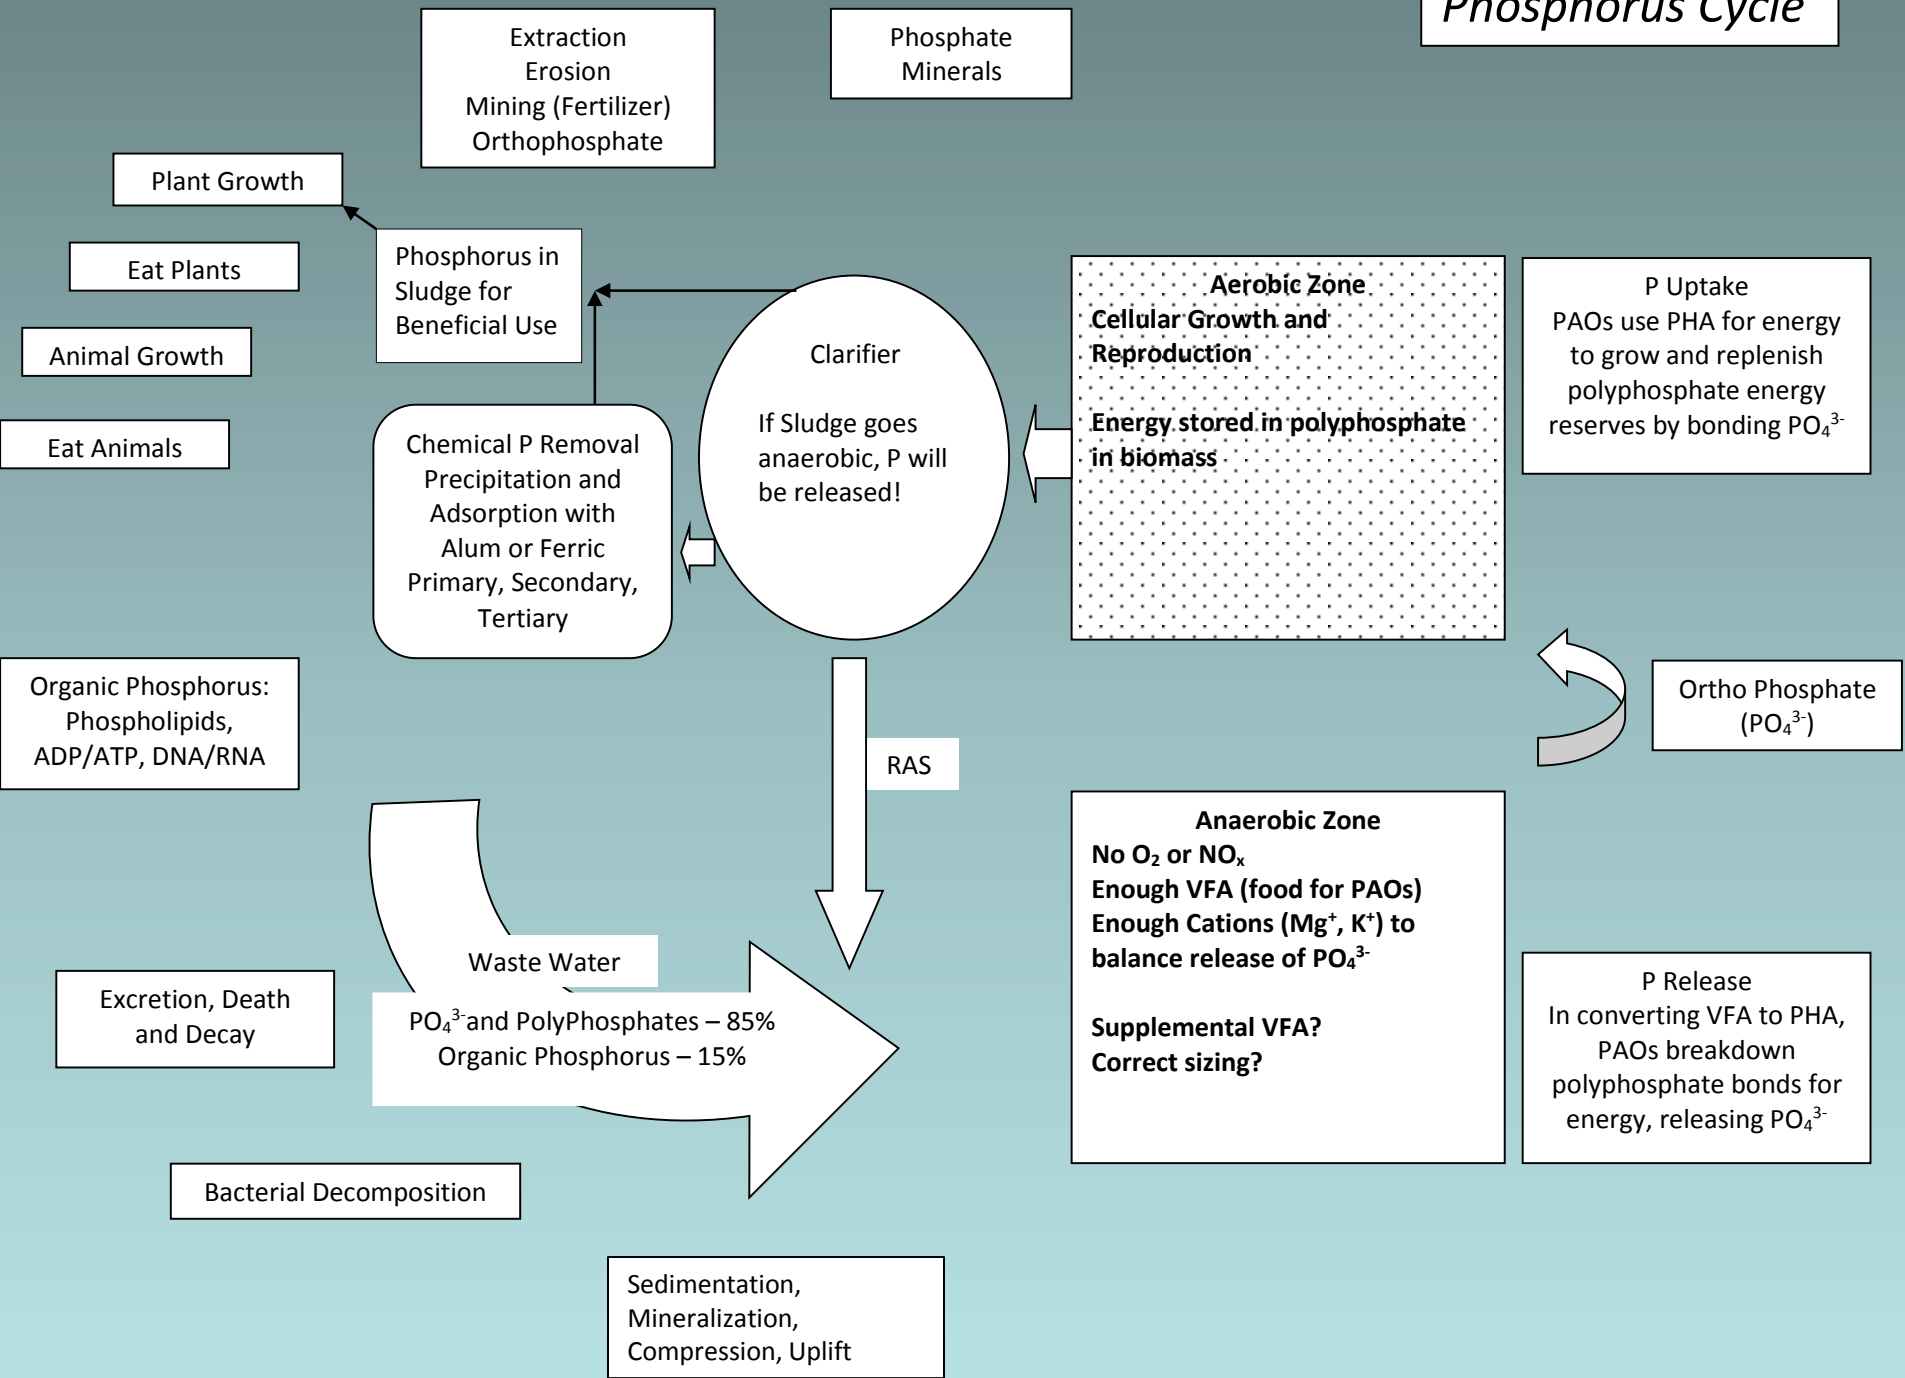 Phosphorus Cycle
Extraction
Erosion
Mining (Fertilizer)
Orthophosphate
Phosphate
Minerals
Plant Growth
Eat Plants
Animal Growth
Eat Animals
Phosphorus in
Sludge for
Beneficial Use
Chemical P Removal
Precipitation and
Adsorption with
Alum or Ferric
Primary, Secondary,
Tertiary
Clarifier
If Sludge goes
anaerobic, P will
be released!
Aerobic Zone
Cellular Growth and
Reproduction
Energy stored in polyphosphate
in biomass
P Uptake
PAOs use PHA for energy
to grow and replenish
polyphosphate energy
reserves by bonding PO₄³⁻
Ortho Phosphate
(PO₄³⁻)
Organic Phosphorus:
Phospholipids,
ADP/ATP, DNA/RNA
RAS
Anaerobic Zone
No O₂ or NOₓ
Enough VFA (food for PAOs)
Enough Cations (Mg⁺, K⁺) to
balance release of PO₄³⁻
Supplemental VFA?
Correct sizing?
P Release
In converting VFA to PHA,
PAOs breakdown
polyphosphate bonds for
energy, releasing PO₄³⁻
Waste Water
PO₄³⁻and PolyPhosphates – 85%
Organic Phosphorus – 15%
Excretion, Death
and Decay
Bacterial Decomposition
Sedimentation,
Mineralization,
Compression, Uplift